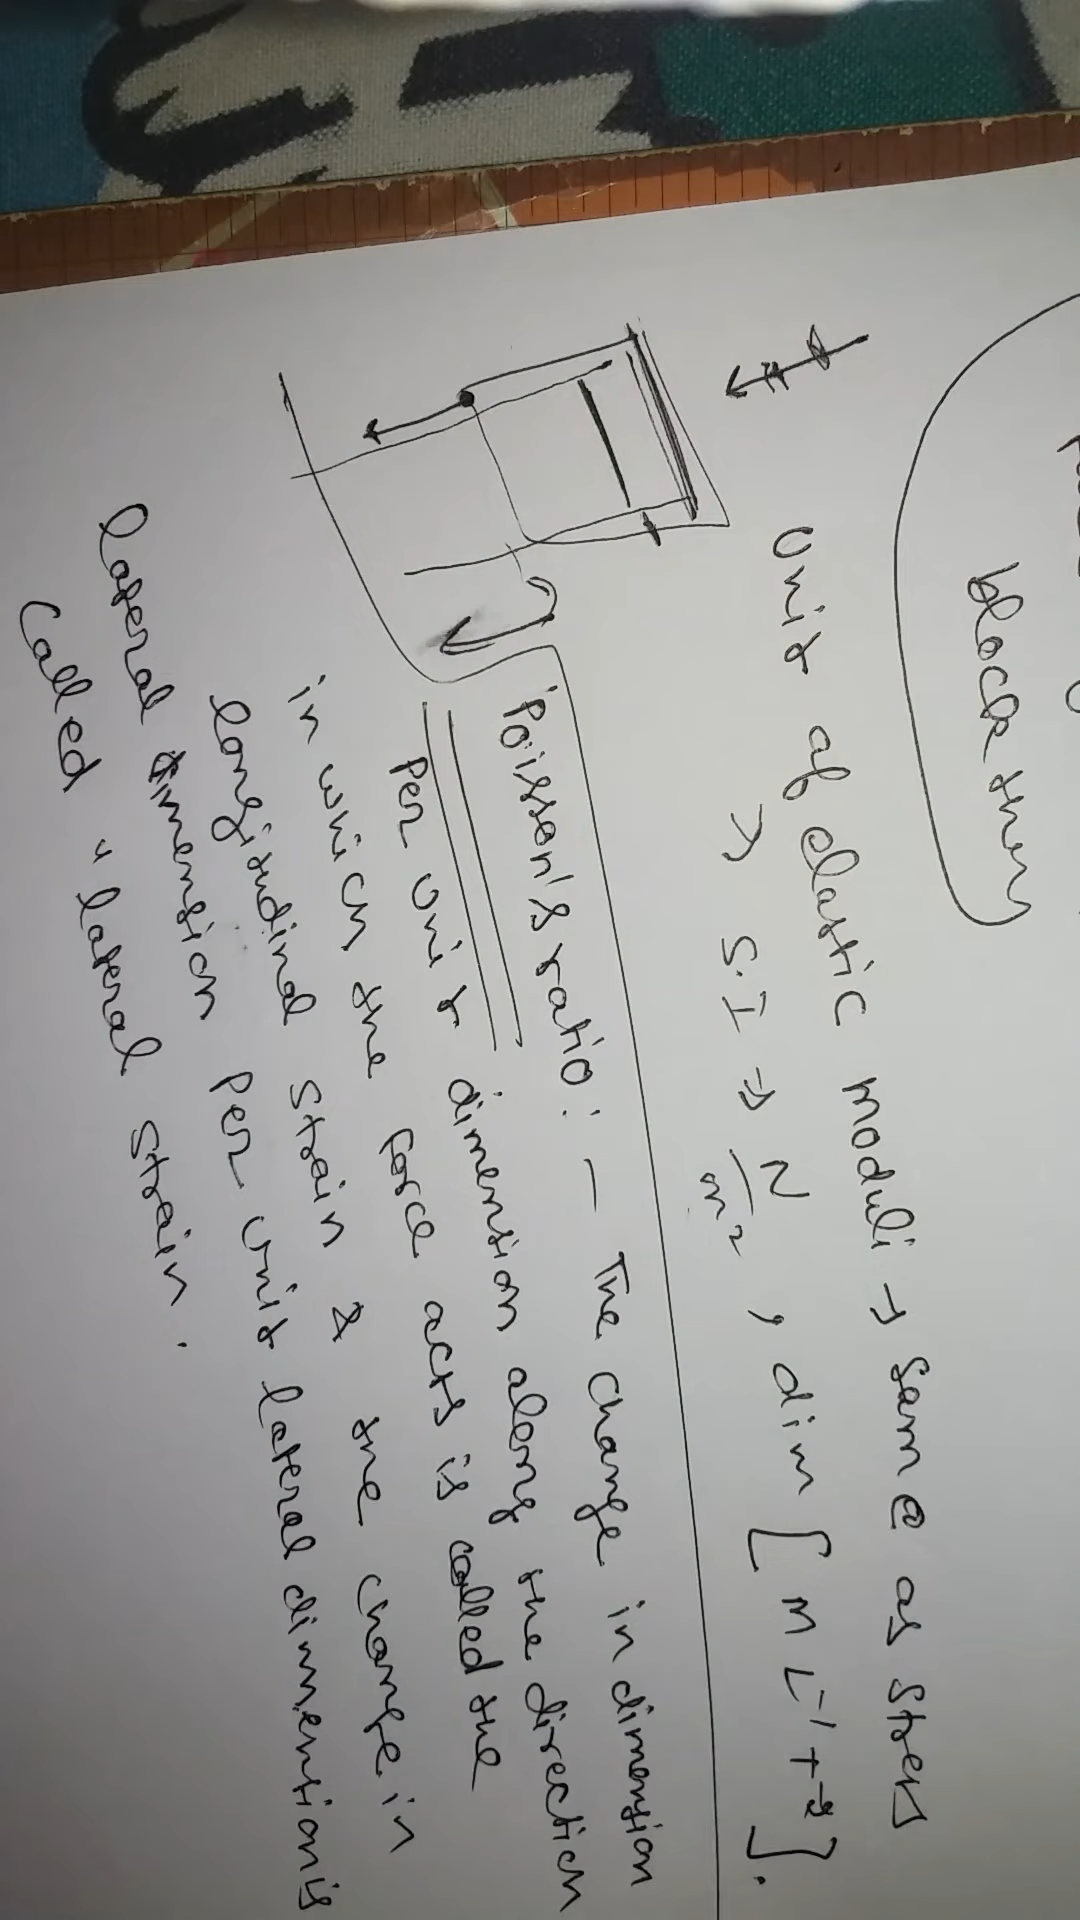 block them
Unit of elastic moduli → same as stress
→ S.I → N/m², dim [M L⁻¹ T⁻²].
Poisson's ratio: — The change in dimension
Per unit dimension along the direction
in which the force acts is called the
longitudinal strain & the change in
lateral dimension Per unit lateral dimension is
Called " lateral strain.